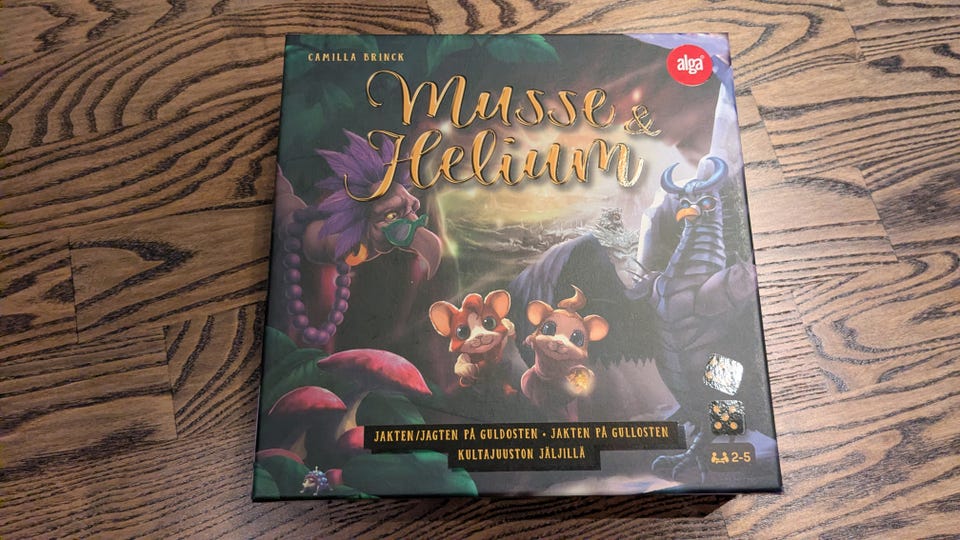 CAMILLA BRINCK
alga
Musse &
Helium
JAKTEN/JAGTEN PÅ GULDOSTEN • JAKTEN PÅ GULLOSTEN
KULTAJUUSTON JÄLJILLÄ
2-5